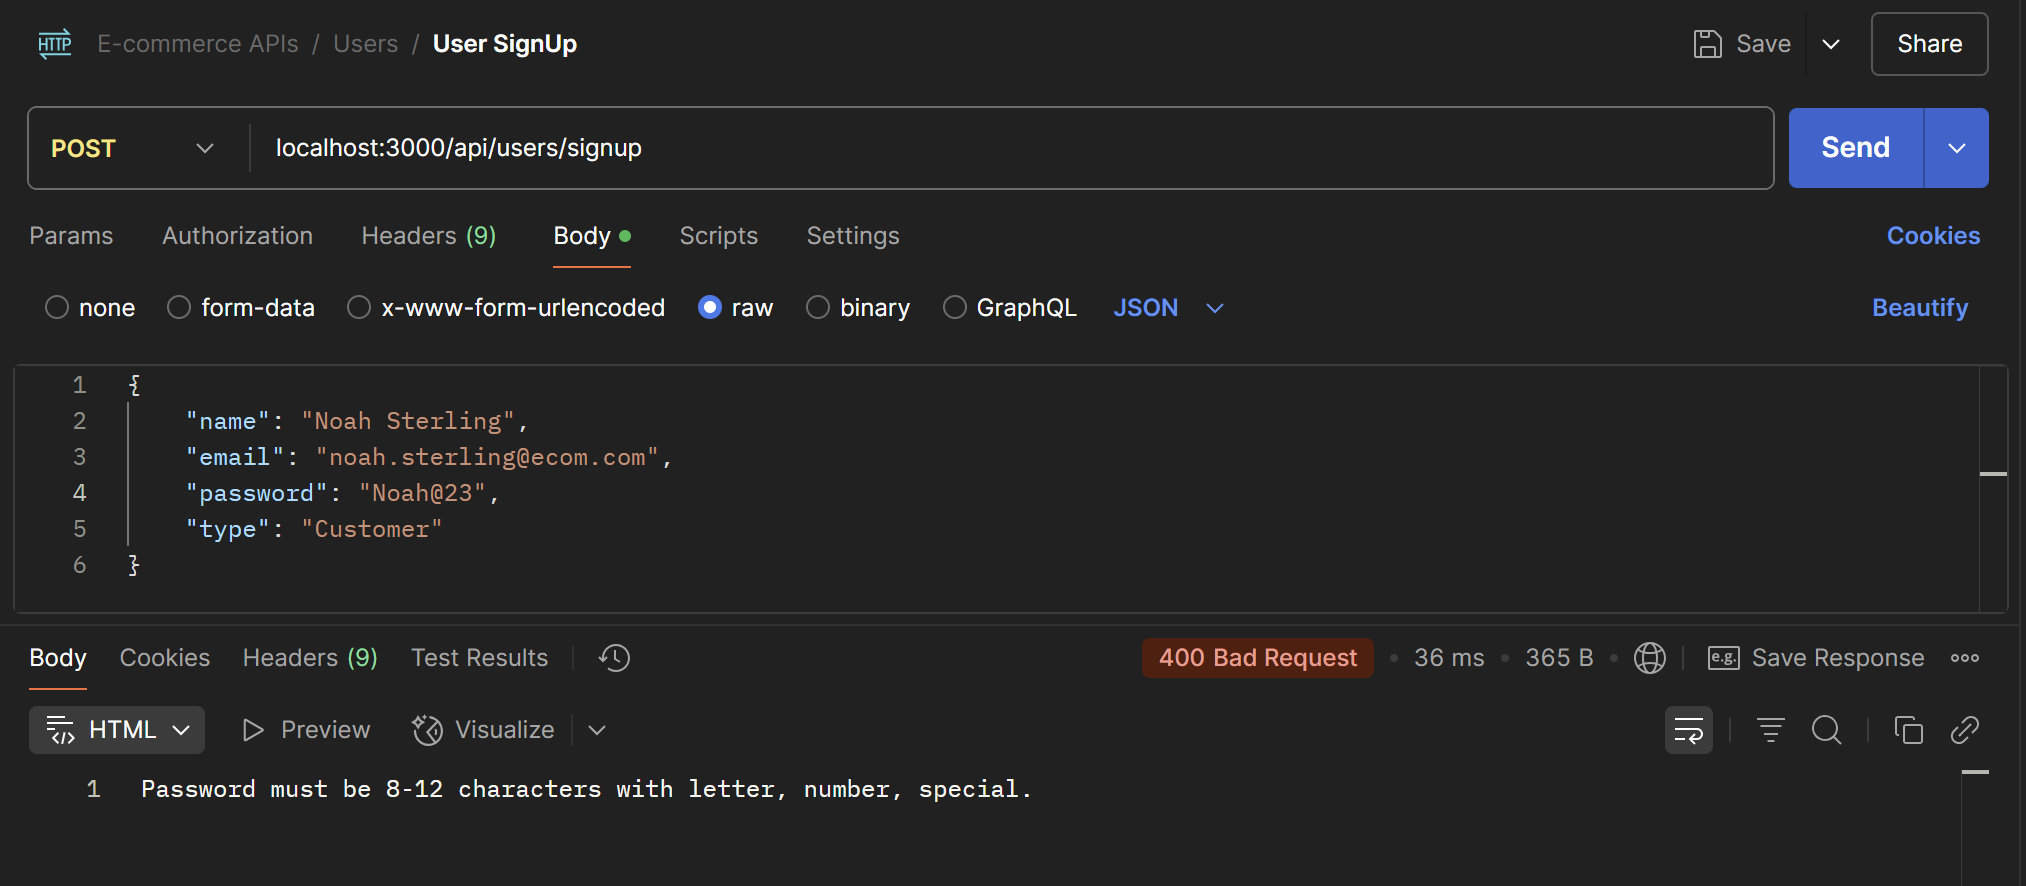 HTTP E-commerce APIs / Users / User SignUp Save Share
POST localhost:3000/api/users/signup Send
Params Authorization Headers (9) Body Scripts Settings Cookies
none form-data x-www-form-urlencoded raw binary GraphQL JSON Beautify
1 {
2 "name": "Noah Sterling",
3 "email": "noah.sterling@ecom.com",
4 "password": "Noah@23",
5 "type": "Customer"
6 }
Body Cookies Headers (9) Test Results 400 Bad Request • 36 ms • 365 B • e.g. Save Response
HTML Preview Visualize
1 Password must be 8-12 characters with letter, number, special.